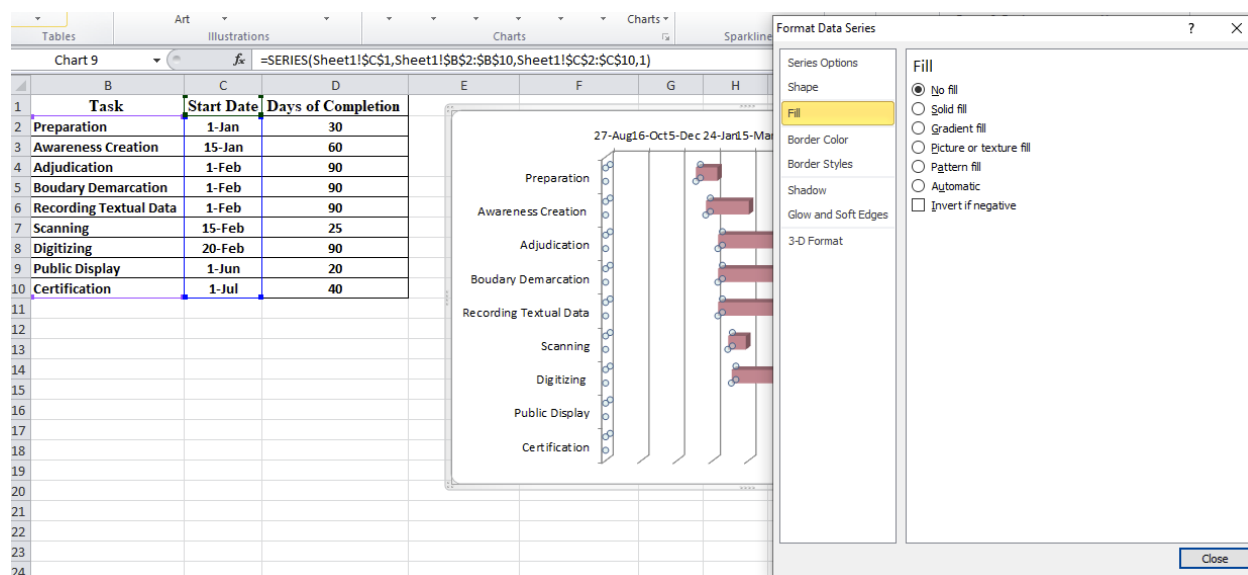 Art
Charts
Tables
Illustrations
Charts
Sparkline
Chart 9
fx
=SERIES(Sheet1!$C$1,Sheet1!$B$2:$B$10,Sheet1!$C$2:$C$10,1)
B C D E F G H
1 Task Start Date Days of Completion
2 Preparation 1-Jan 30
3 Awareness Creation 15-Jan 60
4 Adjudication 1-Feb 90
5 Boudary Demarcation 1-Feb 90
6 Recording Textual Data 1-Feb 90
7 Scanning 15-Feb 25
8 Digitizing 20-Feb 90
9 Public Display 1-Jun 20
10 Certification 1-Jul 40
11
12
13
14
15
16
17
18
19
20
21
22
23
24
27-Aug 16-Oct 5-Dec 24-Jan 15-Mar
Preparation
Awareness Creation
Adjudication
Boudary Demarcation
Recording Textual Data
Scanning
Digitizing
Public Display
Certification
Format Data Series
? X
Series Options
Shape
Fill
Border Color
Border Styles
Shadow
Glow and Soft Edges
3-D Format
Fill
No fill
Solid fill
Gradient fill
Picture or texture fill
Pattern fill
Automatic
Invert if negative
Close